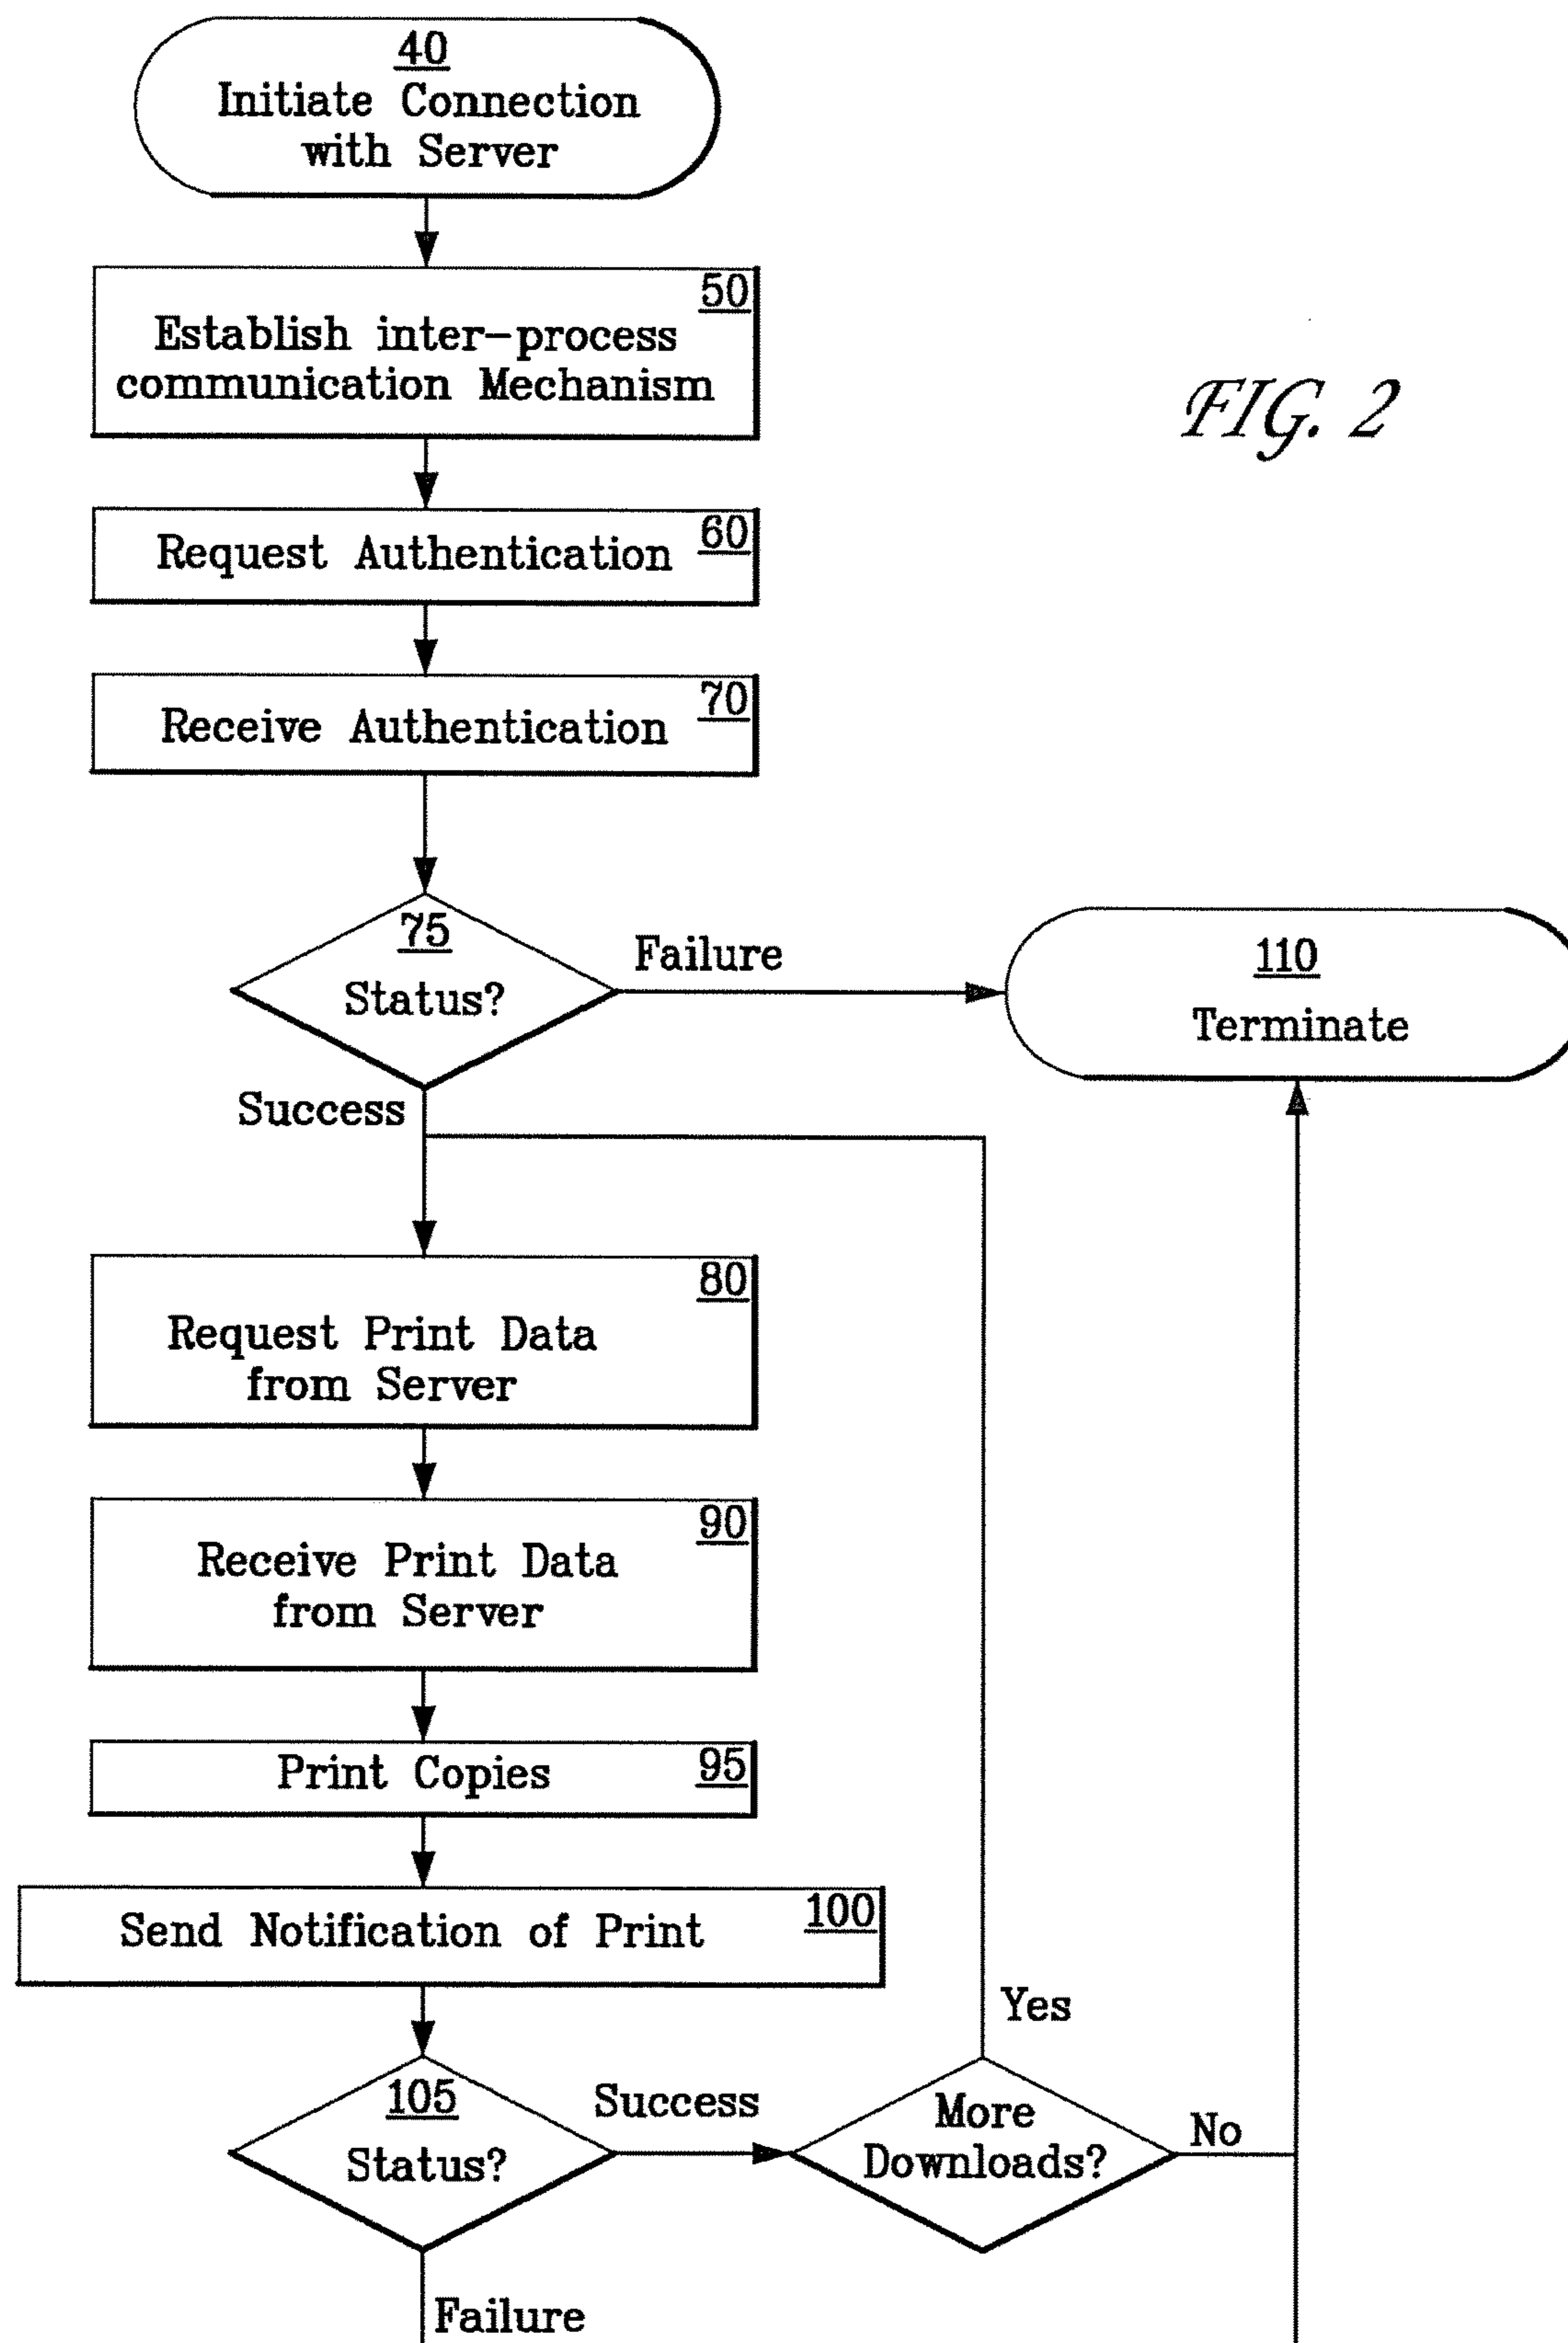 40
Initiate Connection
with Server
50
Establish inter-process
communication Mechanism
FIG. 2
60
Request Authentication
70
Receive Authentication
75
Status?
Failure
110
Terminate
Success
80
Request Print Data
from Server
90
Receive Print Data
from Server
95
Print Copies
100
Send Notification of Print
Yes
105
Status?
Success
More
Downloads?
No
Failure